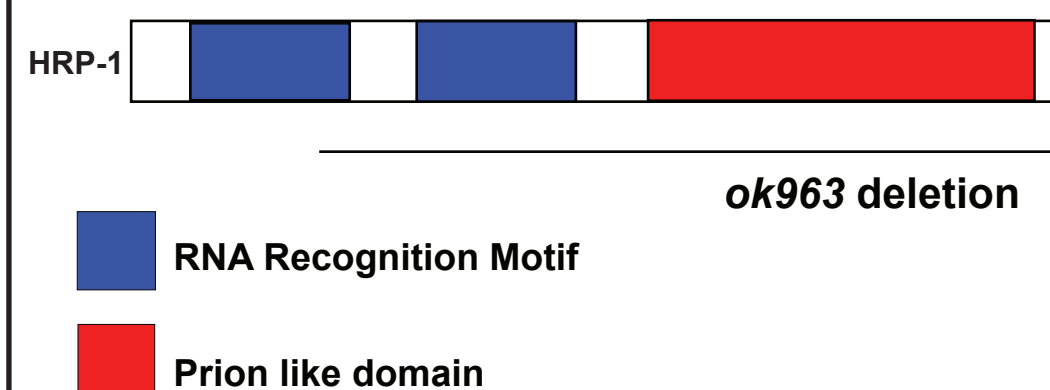 HRP-1
ok963 deletion
RNA Recognition Motif
Prion like domain